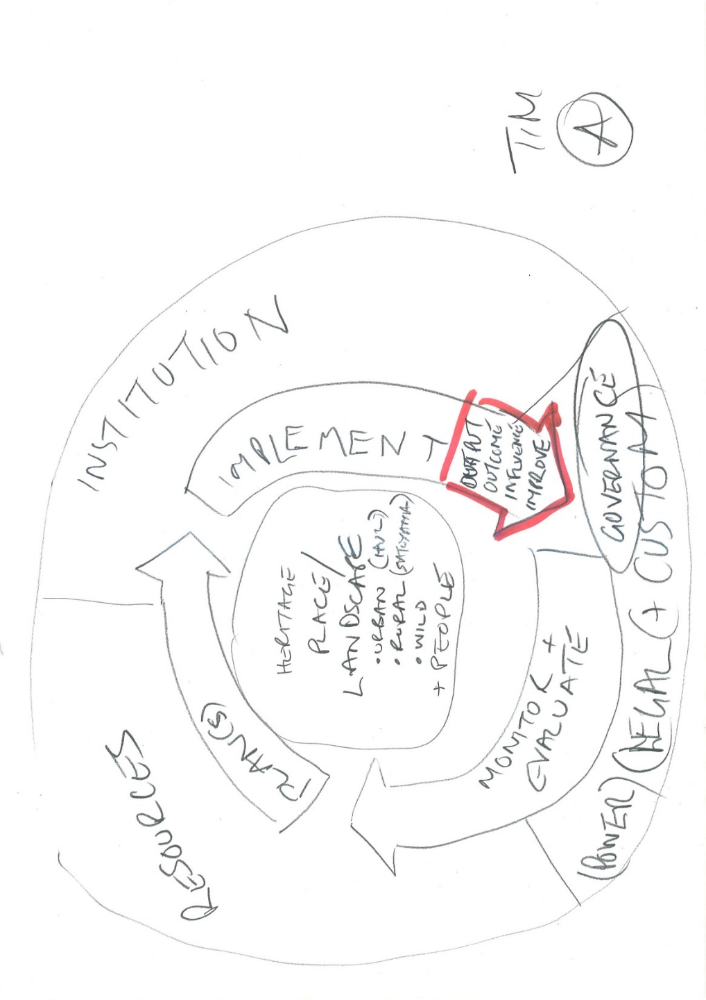 TIM
A
INSTITUTION
IMPLEMENT
OUTPUT
OUTCOME
INFLUENCE
IMPROVE
GOVERNANCE
(POWER) (LEGAL (+ CUSTOM
MONITOR +
EVALUATE
PLAN(S)
RESOURCES
HERITAGE
PLACE/
LANDSCAPE
• URBAN (HUL)
• RURAL (SATOYAMA)
• WILD
+ PEOPLE